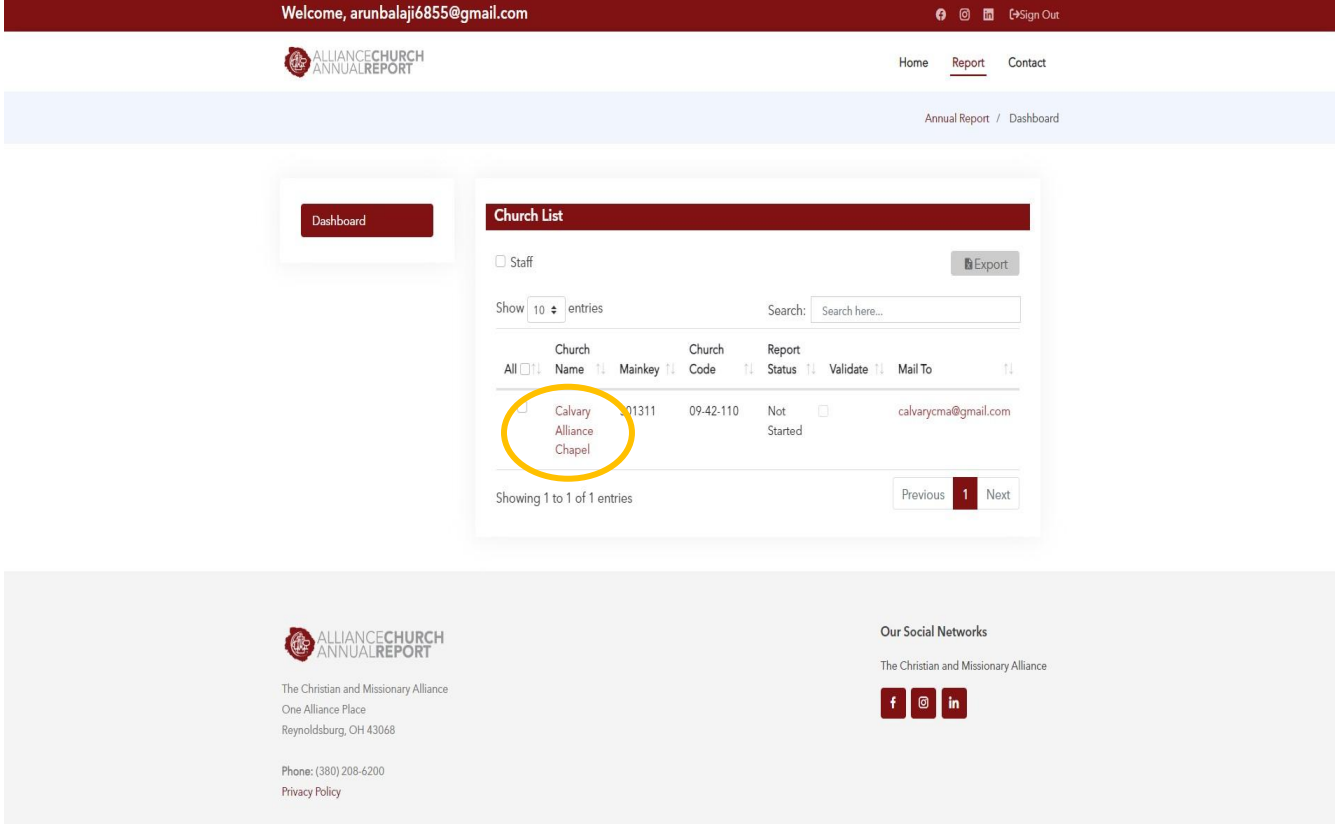 Welcome, arunbalaji6855@gmail.com
Sign Out
ALLIANCECHURCH
ANNUALREPORT
Home Report Contact
Annual Report / Dashboard
Dashboard
Church List
Staff
Export
Show 10 entries
Search: Search here...
All Church Name Mainkey Church Code Report Status Validate Mail To
Calvary 301311 09-42-110 Not calvarycma@gmail.com
Alliance Started
Chapel
Showing 1 to 1 of 1 entries
Previous 1 Next
ALLIANCECHURCH
ANNUALREPORT
The Christian and Missionary Alliance
One Alliance Place
Reynoldsburg, OH 43068
Phone: (380) 208-6200
Privacy Policy
Our Social Networks
The Christian and Missionary Alliance